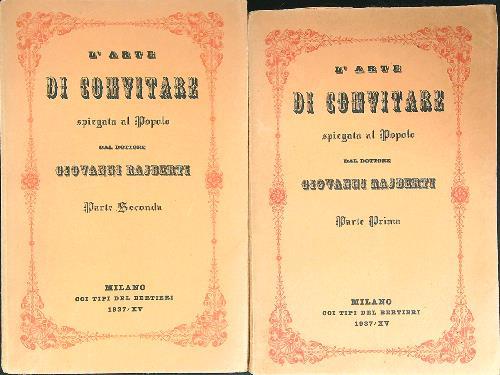 L' ARTE
DI CONVITARE
spiegata al Popolo
DAL DOTTORE
GIOVANNI RAJBERTI
Parte Seconda
MILANO
COI TIPI DEL BERTIERI
1937/XV
L' ARTE
DI CONVITARE
spiegata al Popolo
DAL DOTTORE
GIOVANNI RAJBERTI
Parte Prima
MILANO
COI TIPI DEL BERTIERI
1937/XV